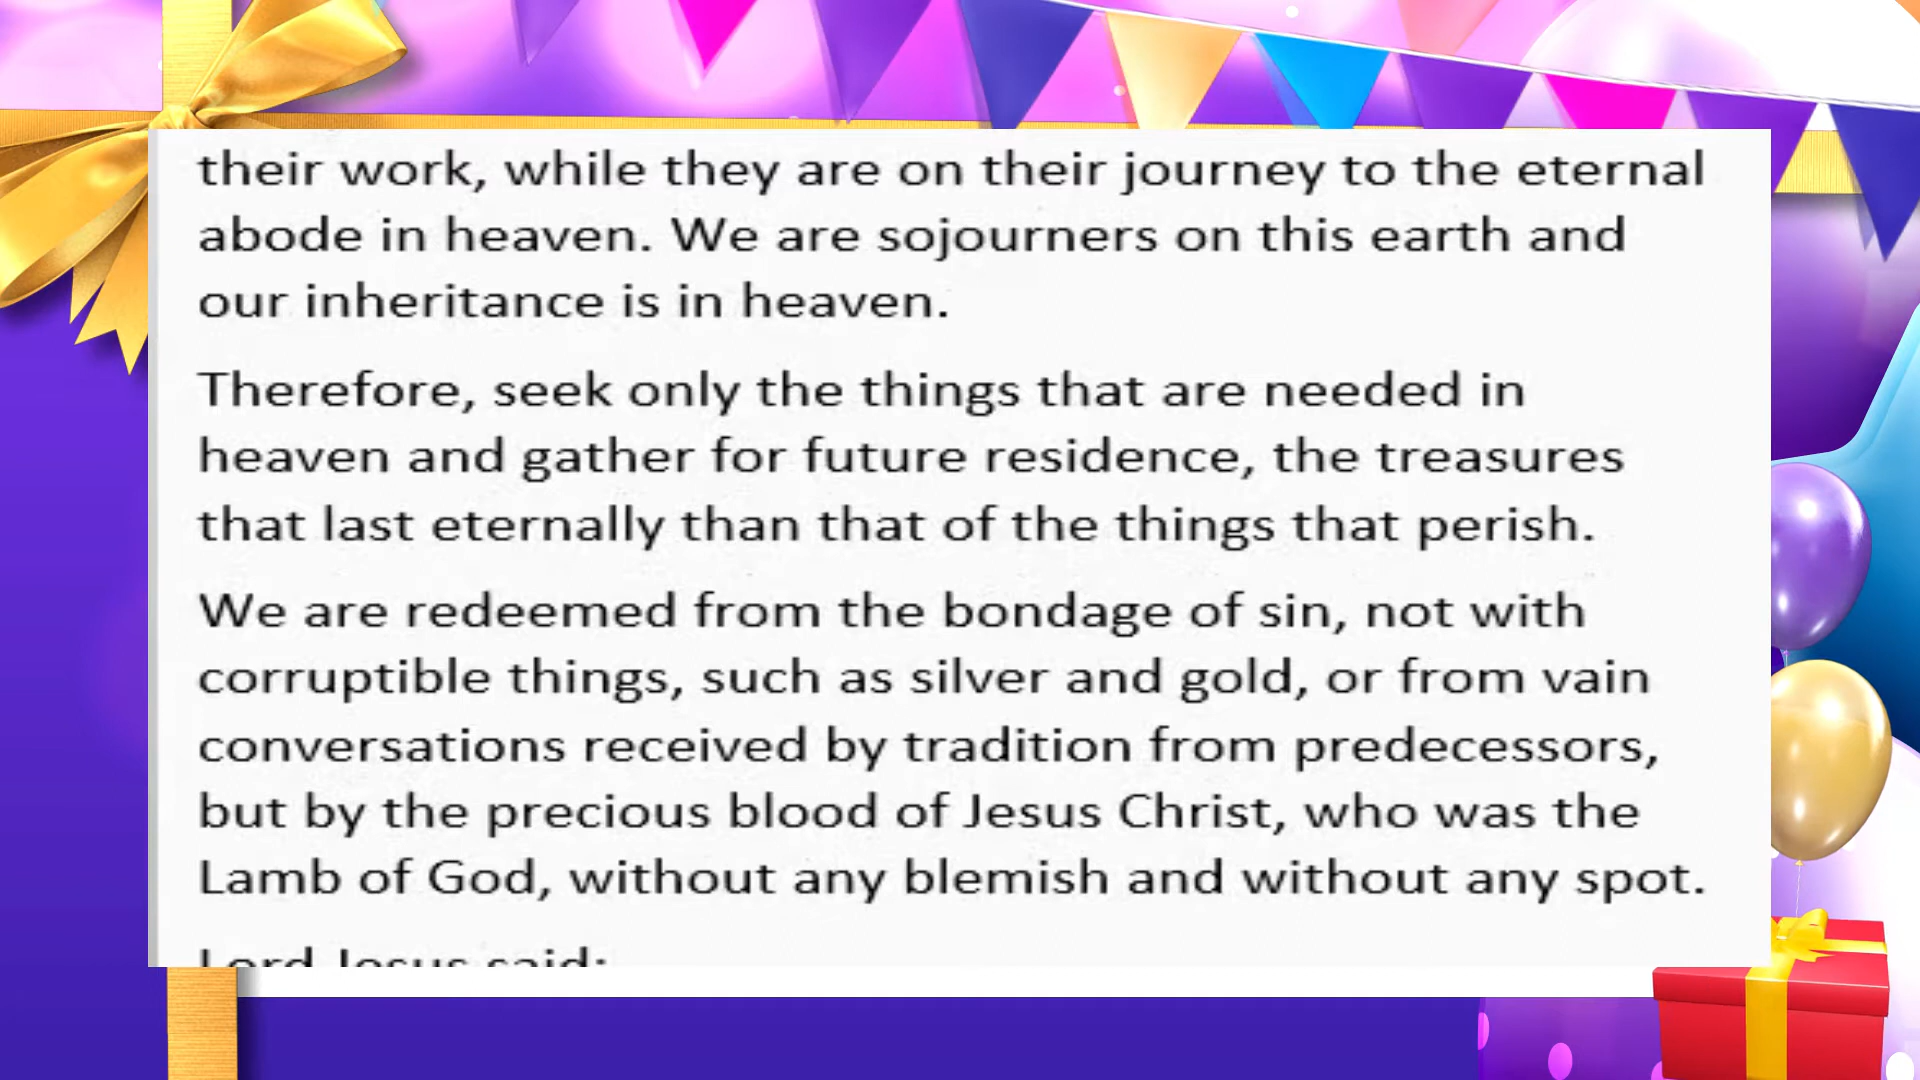 their work, while they are on their journey to the eternal
abode in heaven. We are sojourners on this earth and
our inheritance is in heaven.
Therefore, seek only the things that are needed in
heaven and gather for future residence, the treasures
that last eternally than that of the things that perish.
We are redeemed from the bondage of sin, not with
corruptible things, such as silver and gold, or from vain
conversations received by tradition from predecessors,
but by the precious blood of Jesus Christ, who was the
Lamb of God, without any blemish and without any spot.
Lord Jesus said: